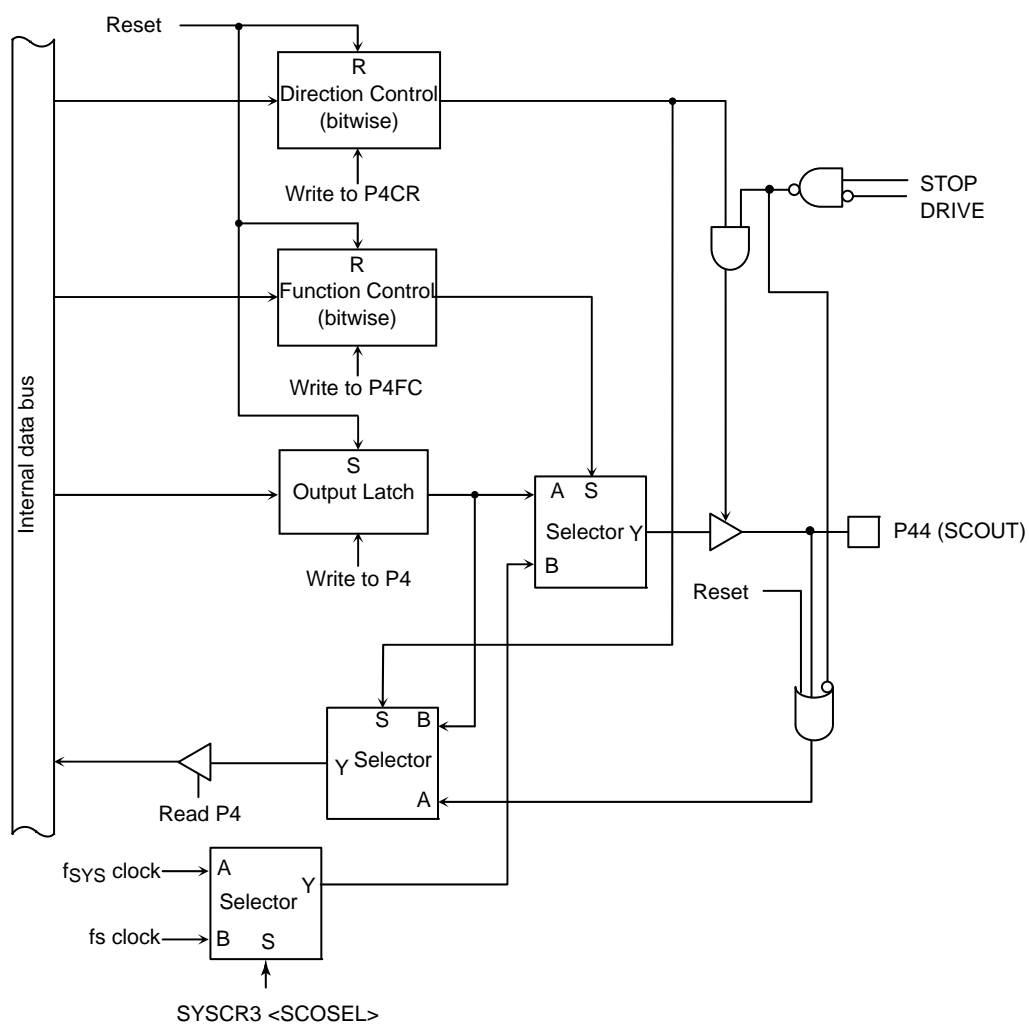 Reset
R
Direction Control
(bitwise)
Write to P4CR
STOP
DRIVE
R
Function Control
(bitwise)
Write to P4FC
Internal data bus
S
Output Latch
Write to P4
A S
Selector Y
B
P44 (SCOUT)
Reset
S B
Y Selector
A
Read P4
fSYS clock
A
Y
Selector
fs clock
B S
SYSCR3 <SCOSEL>